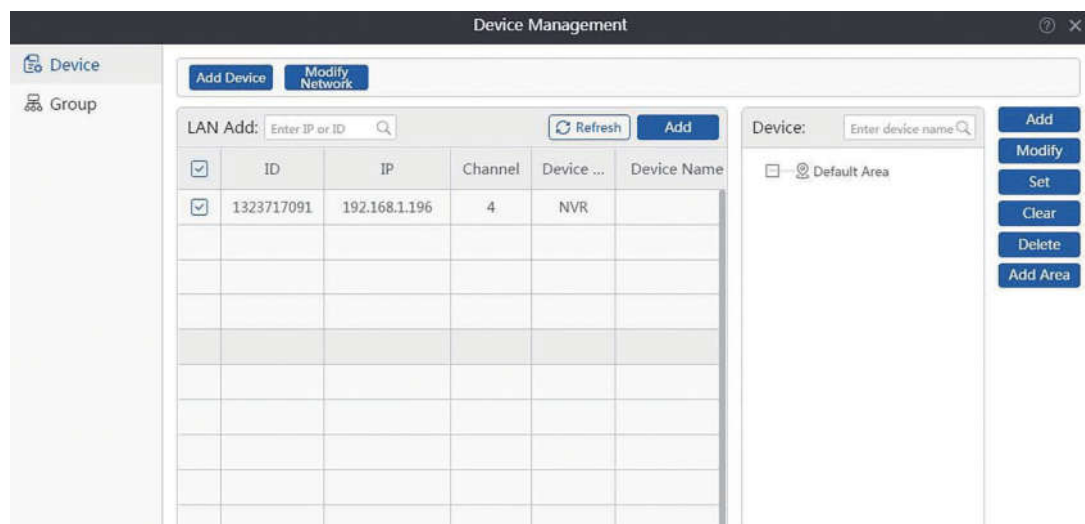 Device Management
Device
Group
Add Device
Modify
Network
LAN Add: Enter IP or ID
Refresh
Add
ID IP Channel Device ... Device Name
1323717091 192.168.1.196 4 NVR
Device: Enter device name
Default Area
Add
Modify
Set
Clear
Delete
Add Area